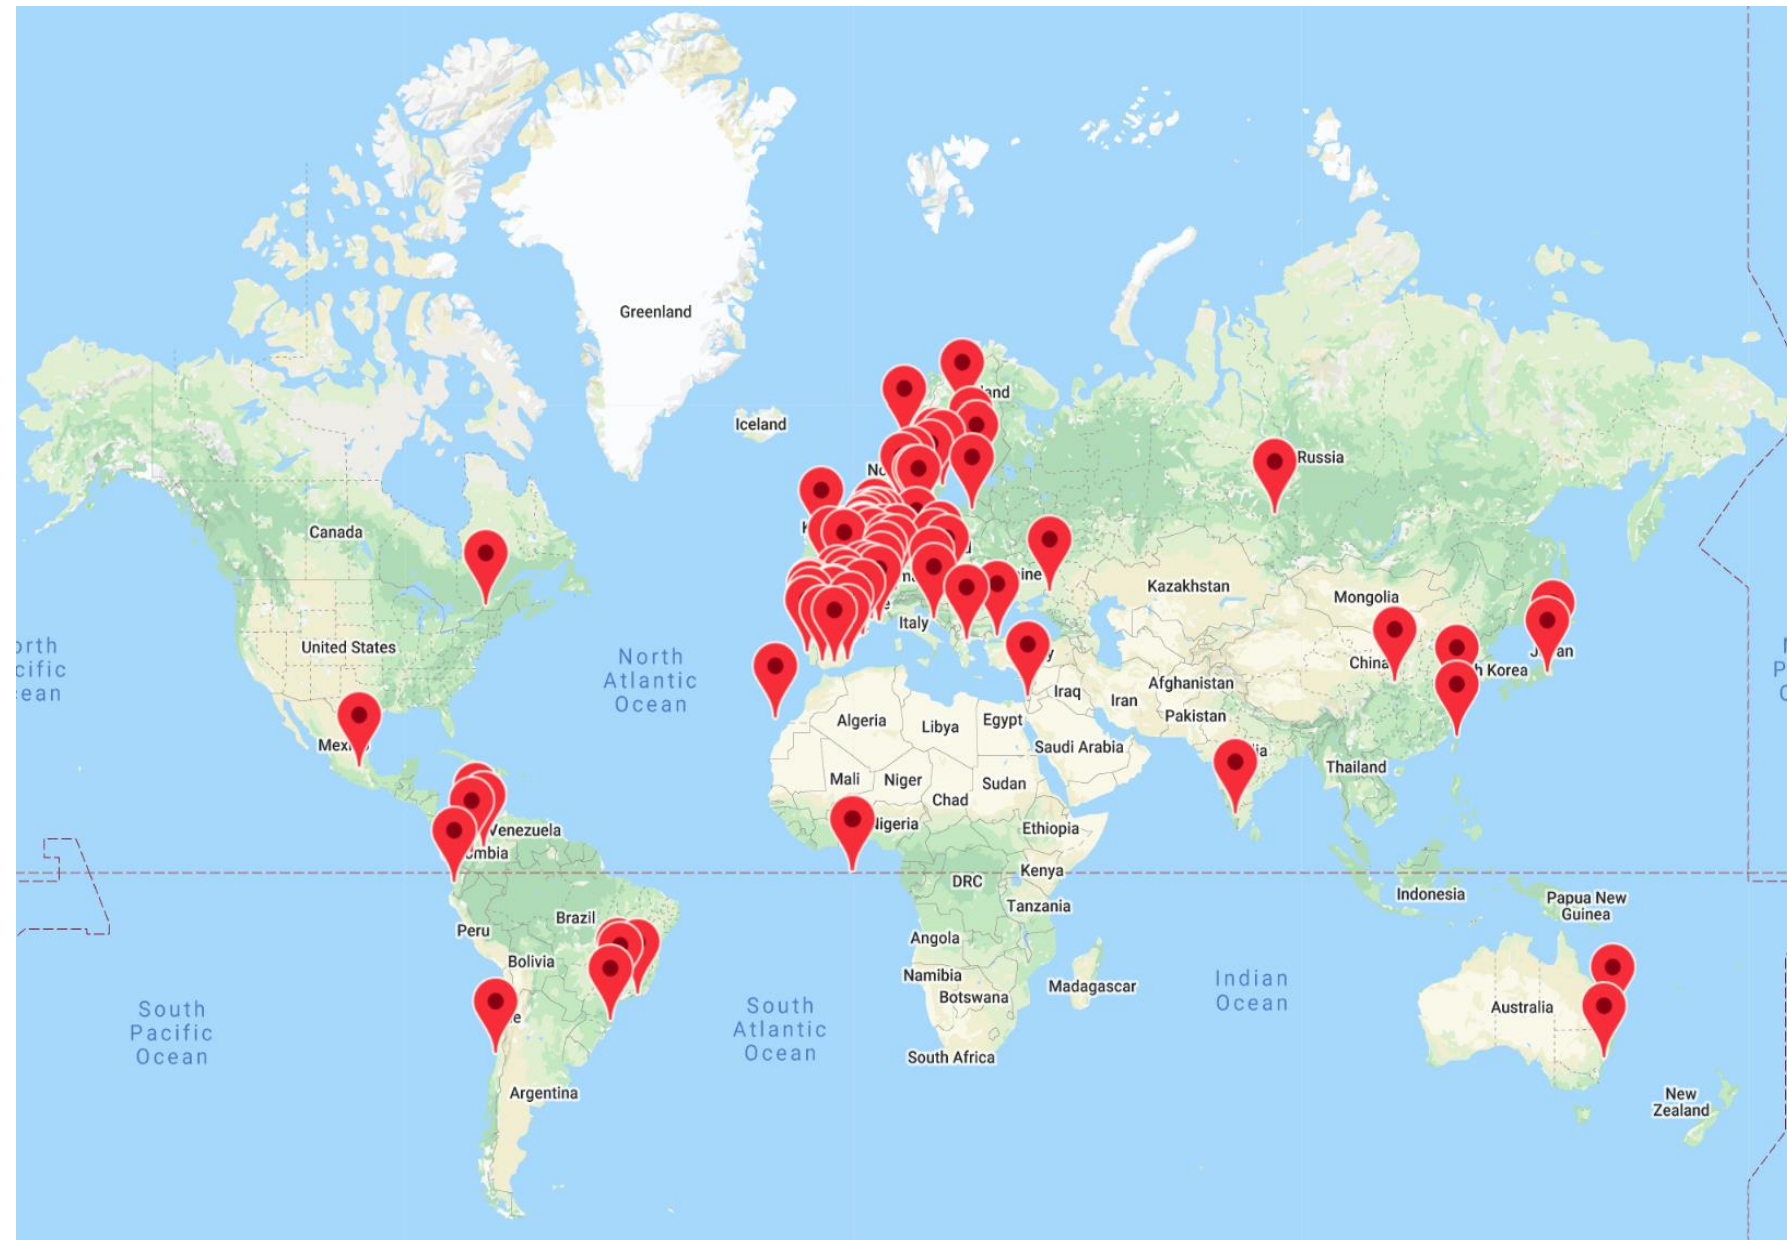 Greenland
Iceland
Russia
Canada
Kazakhstan
Mongolia
Italy
United States
North
Atlantic
Ocean
China
Afghanistan
Iraq
Iran
Pakistan
Algeria
Libya
Egypt
Saudi Arabia
Thailand
Mali
Niger
Sudan
Chad
Nigeria
Ethiopia
Venezuela
Kenya
DRC
Indonesia
Papua New
Guinea
Tanzania
Brazil
Peru
Angola
Bolivia
Namibia
Botswana
Madagascar
Indian
Ocean
Australia
South
Pacific
Ocean
South
Atlantic
Ocean
South Africa
Argentina
New
Zealand